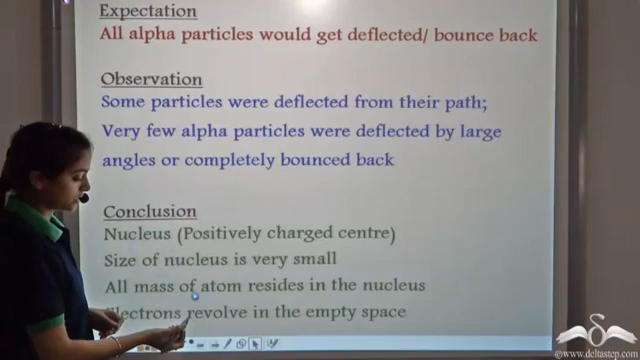 Expectation
All alpha particles would get deflected/ bounce back
Observation
Some particles were deflected from their path;
Very few alpha particles were deflected by large
angles or completely bounced back
Conclusion
Nucleus (Positively charged centre)
Size of nucleus is very small
All mass of atom resides in the nucleus
Electrons revolve in the empty space
©www.deltastep.com